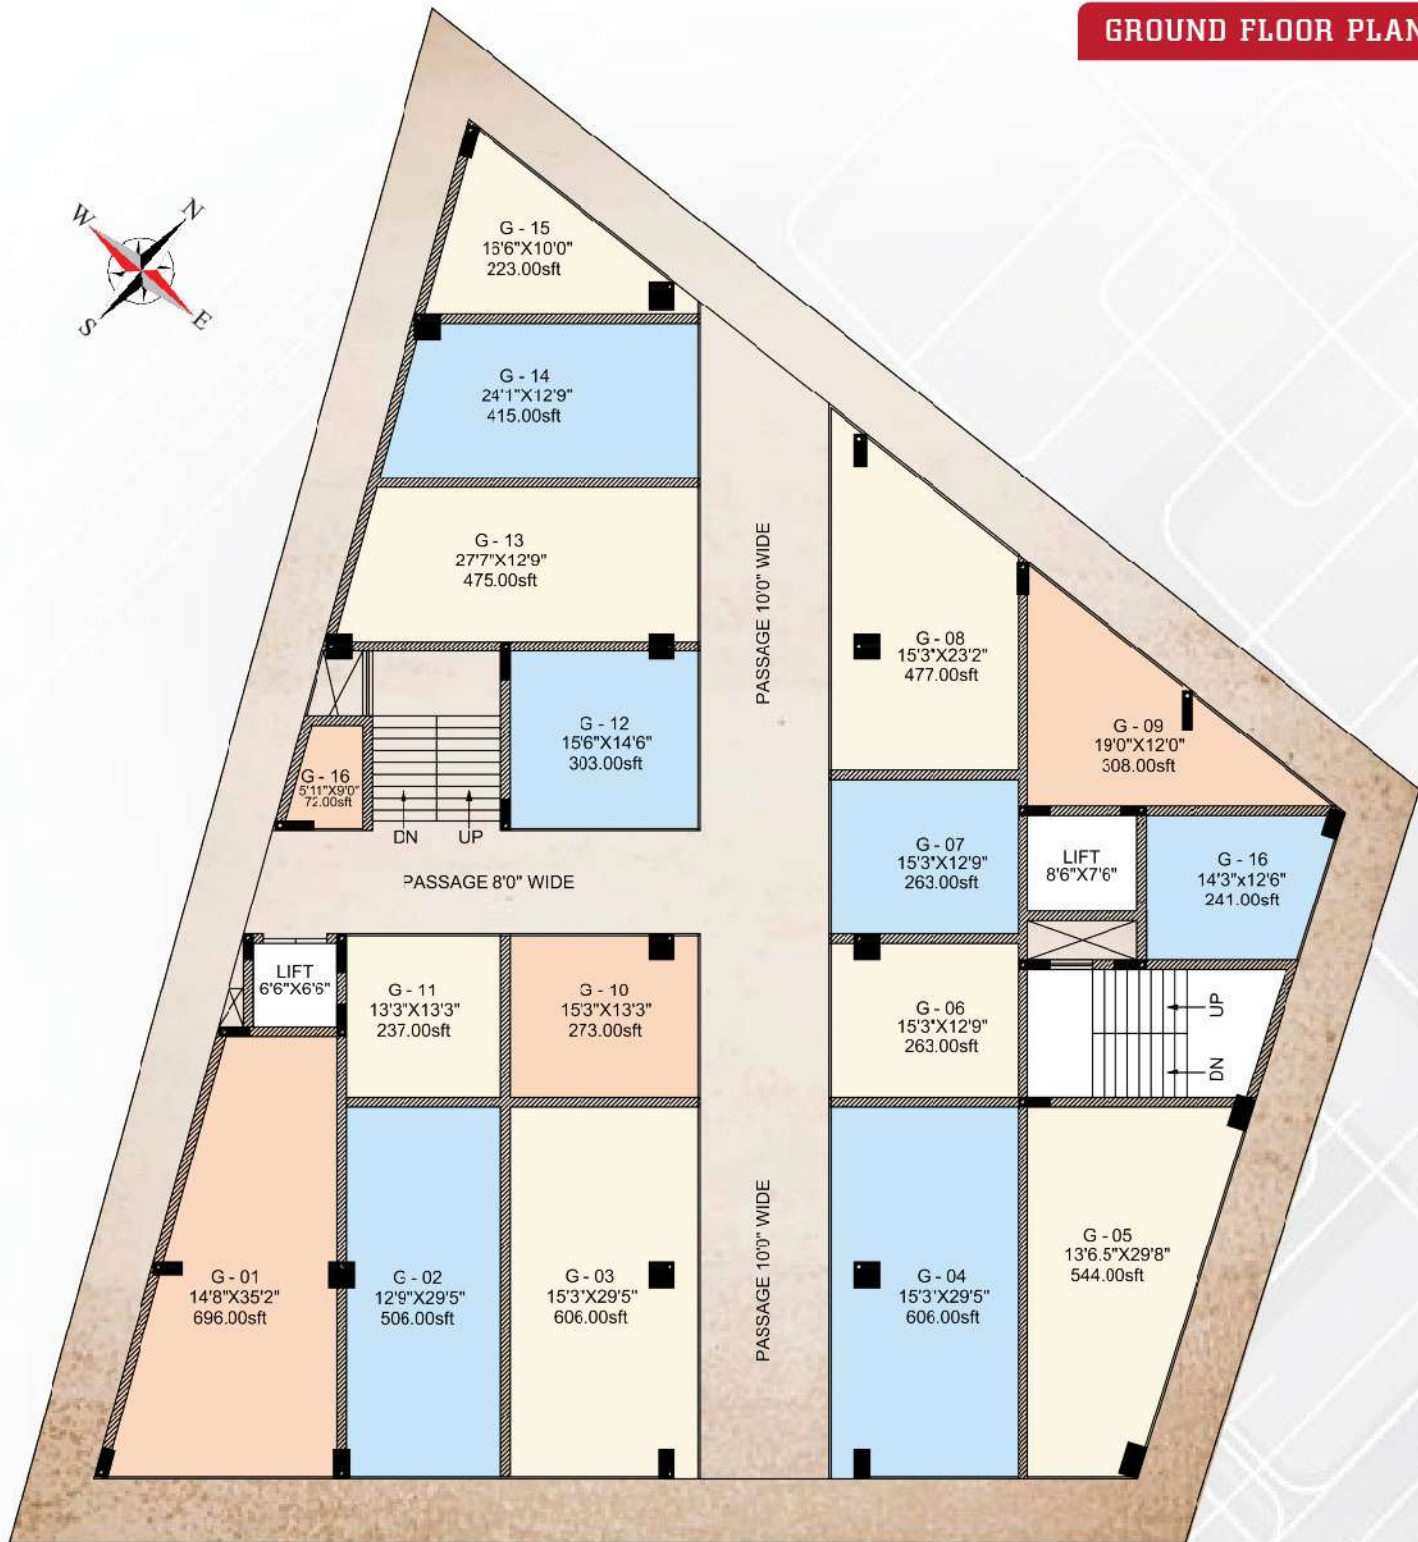 GROUND FLOOR PLAN
W
N
S
E
G - 15
16'6"X10'0"
223.00sft
G - 14
24'1"X12'9"
415.00sft
G - 13
27'7"X12'9"
475.00sft
PASSAGE 10'0" WIDE
G - 08
15'3"X23'2"
477.00sft
G - 12
15'6"X14'6"
303.00sft
G - 09
19'0"X12'0"
308.00sft
G - 16
5'11"X9'0"
72.00sft
DN
UP
G - 07
15'3"X12'9"
263.00sft
LIFT
8'6"X7'6"
G - 16
14'3"x12'6"
241.00sft
PASSAGE 8'0" WIDE
LIFT
6'6"X6'6"
G - 11
13'3"X13'3"
237.00sft
G - 10
15'3"X13'3"
273.00sft
G - 06
15'3"X12'9"
263.00sft
UP
DN
G - 01
14'8"X35'2"
696.00sft
G - 02
12'9"X29'5"
506.00sft
G - 03
15'3"X29'5"
606.00sft
PASSAGE 10'0" WIDE
G - 04
15'3"X29'5"
606.00sft
G - 05
13'6.5"X29'8"
544.00sft